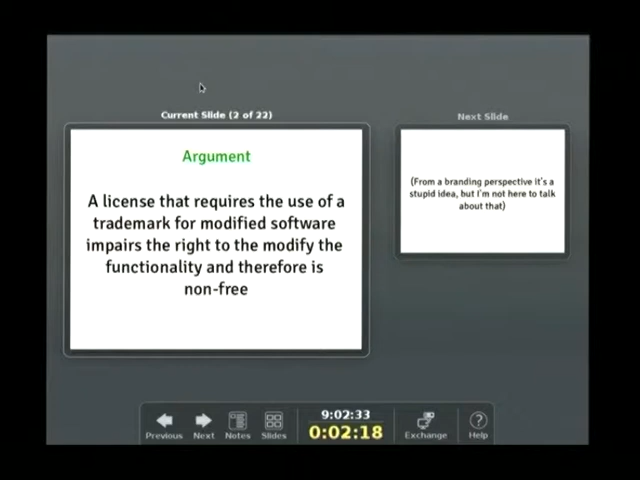 Current Slide (2 of 22)
Argument
A license that requires the use of a
trademark for modified software
impairs the right to the modify the
functionality and therefore is
non-free
Next Slide
(From a branding perspective it's a
stupid idea, but I'm not here to talk
about that)
Previous
Next
Notes
Slides
9:02:33
0:02:18
Exchange
Help